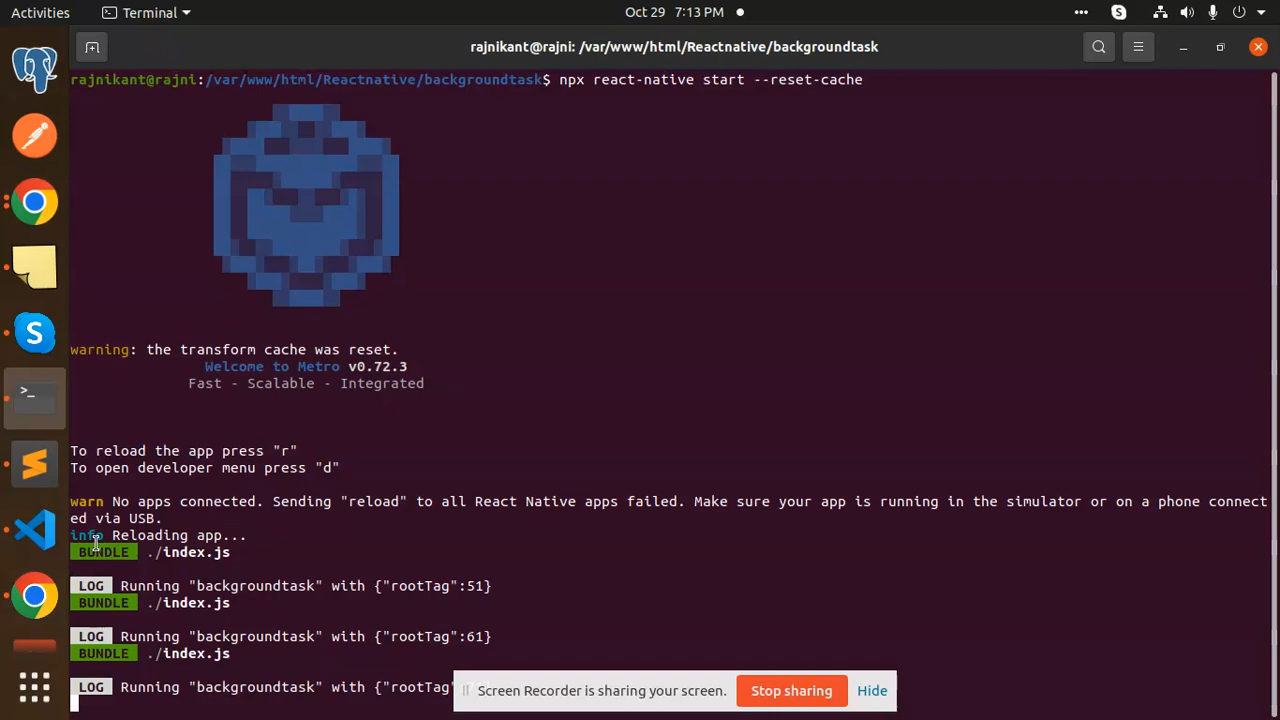 Activities
Terminal
Oct 29 7:13 PM
rajnikant@rajni: /var/www/html/Reactnative/backgroundtask
rajnikant@rajni:/var/www/html/Reactnative/backgroundtask$ npx react-native start --reset-cache
warning: the transform cache was reset.
Welcome to Metro v0.72.3
Fast - Scalable - Integrated
To reload the app press "r"
To open developer menu press "d"
warn No apps connected. Sending "reload" to all React Native apps failed. Make sure your app is running in the simulator or on a phone connect
ed via USB.
info Reloading app...
BUNDLE ./index.js
LOG Running "backgroundtask" with {"rootTag":51}
BUNDLE ./index.js
LOG Running "backgroundtask" with {"rootTag":61}
BUNDLE ./index.js
LOG Running "backgroundtask" with {"rootTag"
Screen Recorder is sharing your screen.
Stop sharing
Hide